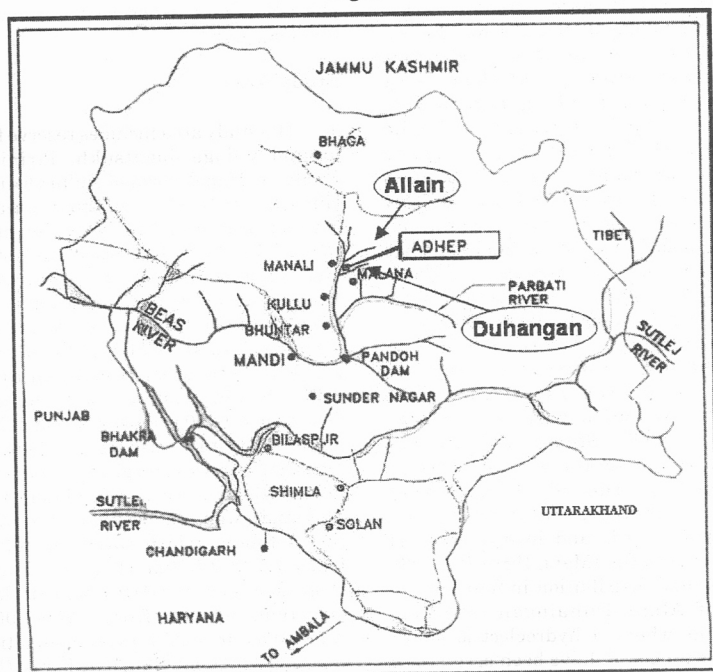 JAMMU KASHMIR
BHAGA
Allain
ADHEP
TIBET
MANALI
MALANA
PARBATI
RIVER
KULLU
BEAS
RIVER
BHUNTAR
Duhangan
SUTLEJ
RIVER
MANDI
PANDOH
DAM
SUNDER NAGAR
PUNJAB
BHAKRA
DAM
BILASPUR
SHIMLA
SUTLEJ
RIVER
SOLAN
UTTARAKHAND
CHANDIGARH
HARYANA
TO AMBALA